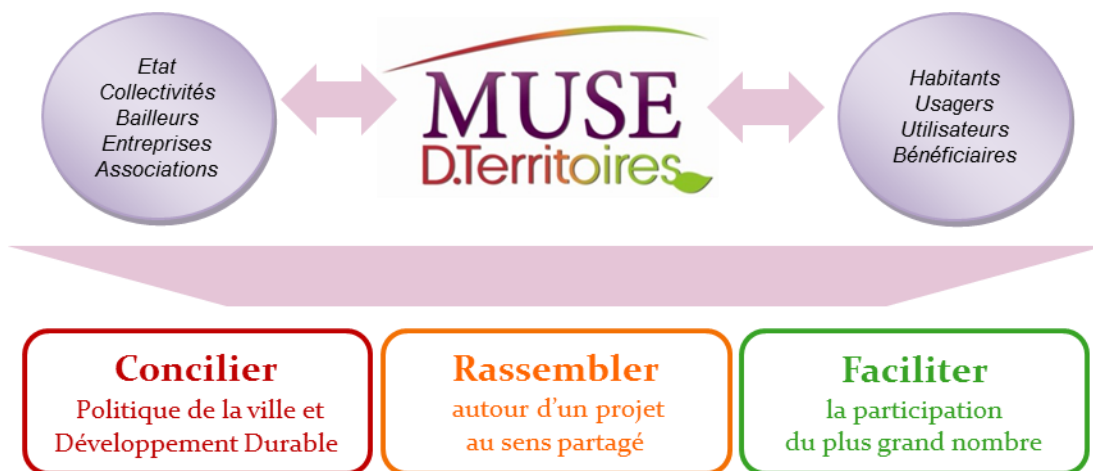 Etat
Collectivités
Bailleurs
Entreprises
Associations
MUSE
D.Territoires
Habitants
Usagers
Utilisateurs
Bénéficiaires
Concilier
Politique de la ville et
Développement Durable
Rassembler
autour d'un projet
au sens partagé
Faciliter
la participation
du plus grand nombre